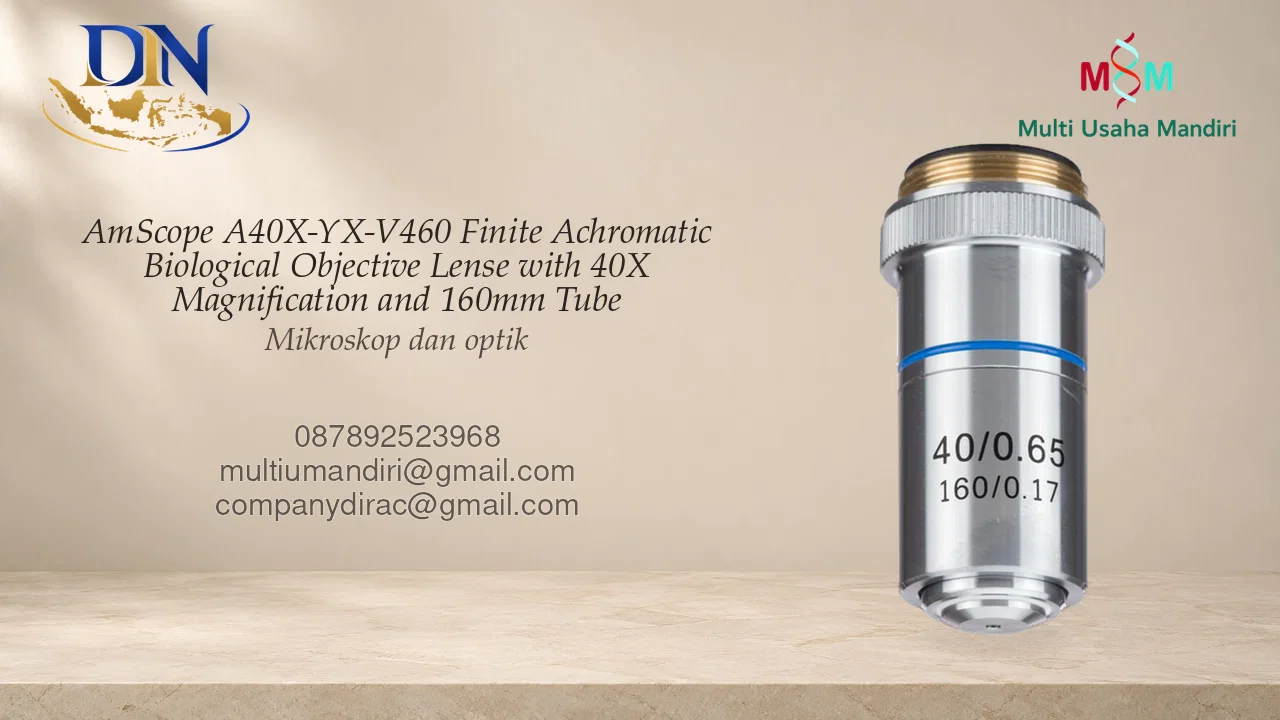 DN
M M
Multi Usaha Mandiri
AmScope A40X-YX-V460 Finite Achromatic
Biological Objective Lense with 40X
Magnification and 160mm Tube
Mikroskop dan optik
087892523968
multiumandiri@gmail.com
companydirac@gmail.com
40/0.65
160/0.17